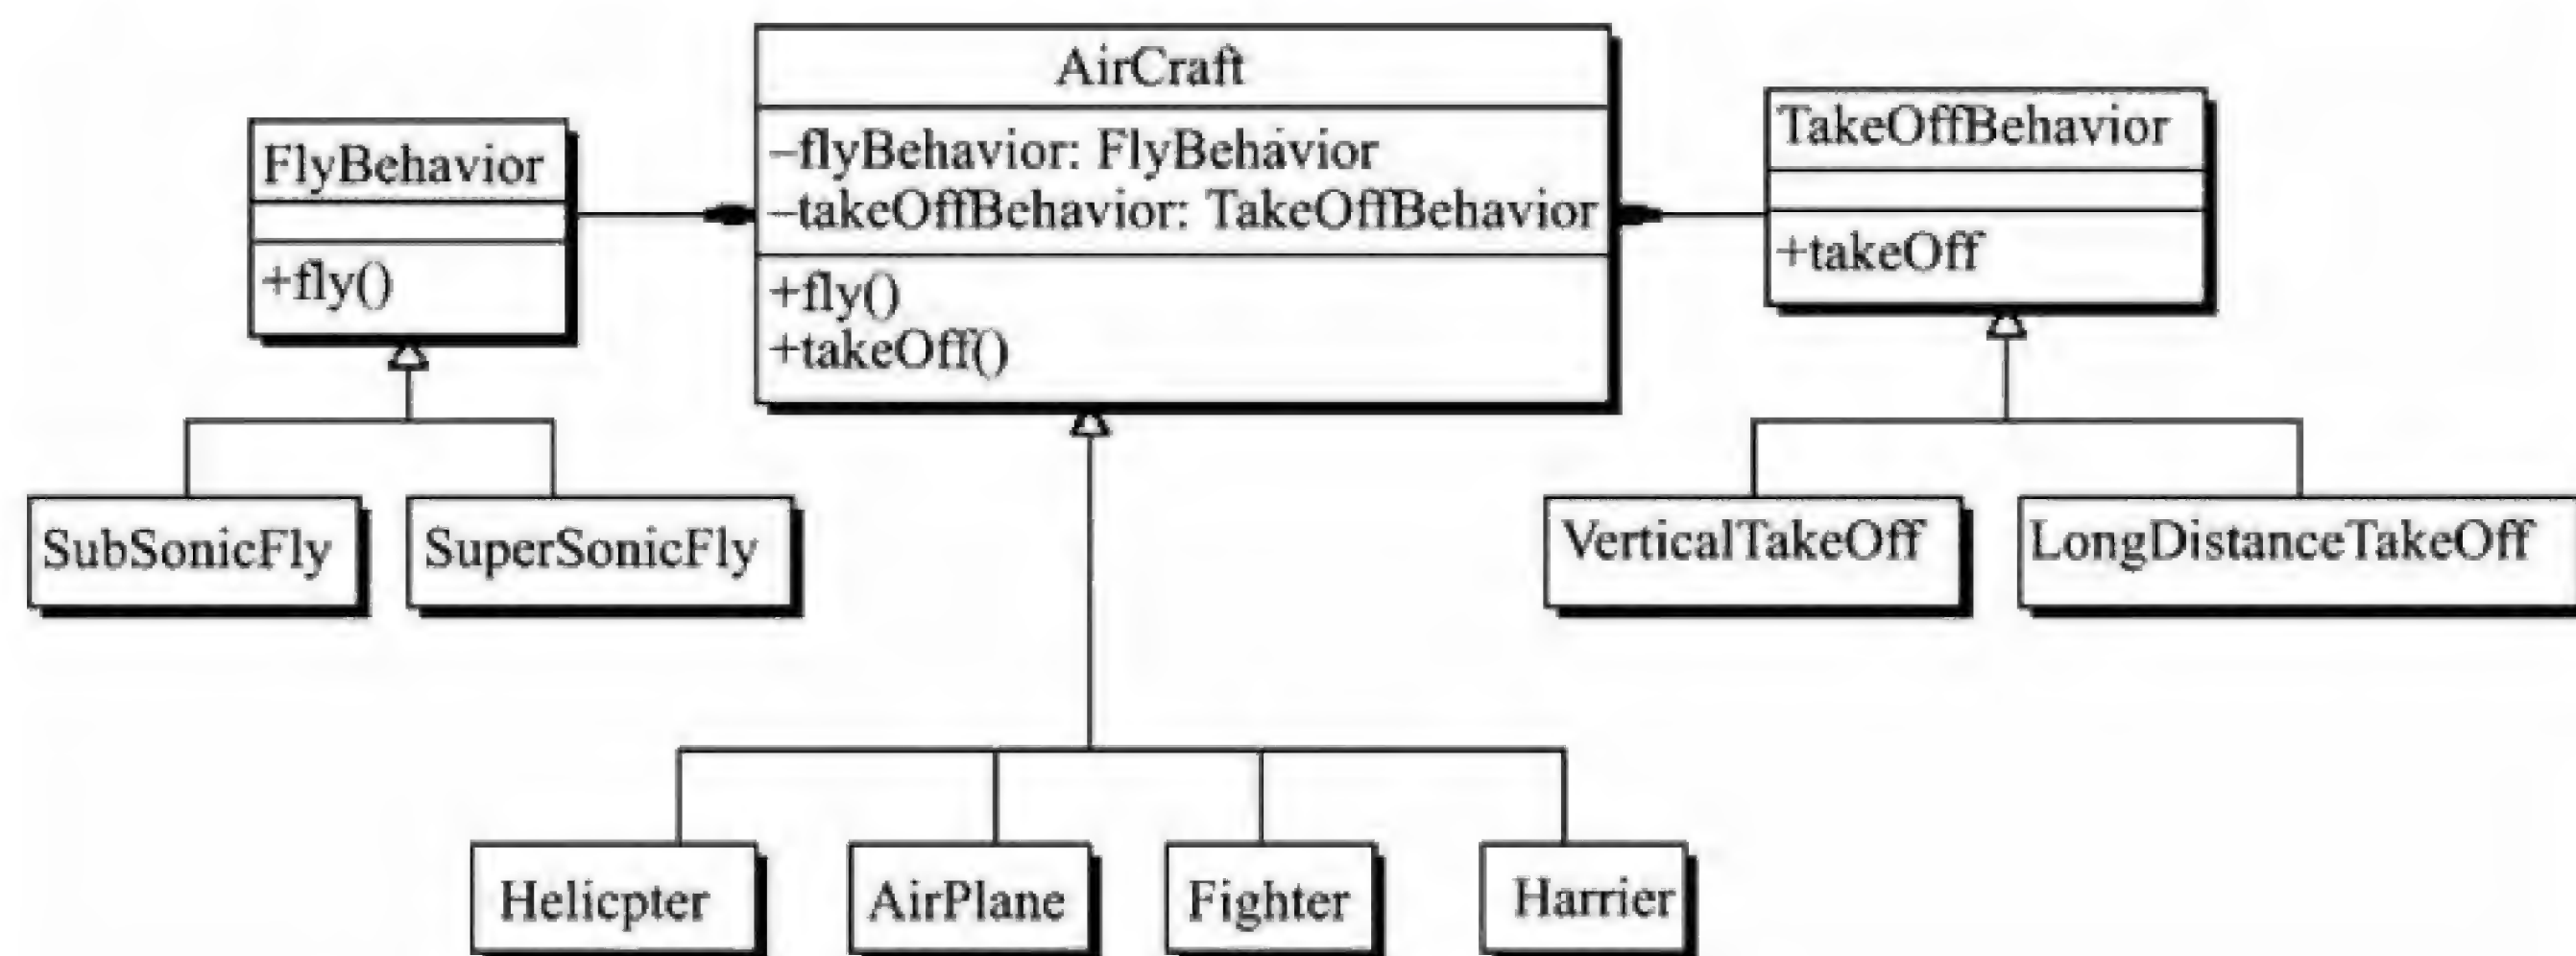 AirCraft
–flyBehavior: FlyBehavior
–takeOffBehavior: TakeOffBehavior
+fly()
+takeOff()
FlyBehavior
+fly()
TakeOffBehavior
+takeOff
SubSonicFly
SuperSonicFly
VerticalTakeOff
LongDistanceTakeOff
Helicpter
AirPlane
Fighter
Harrier